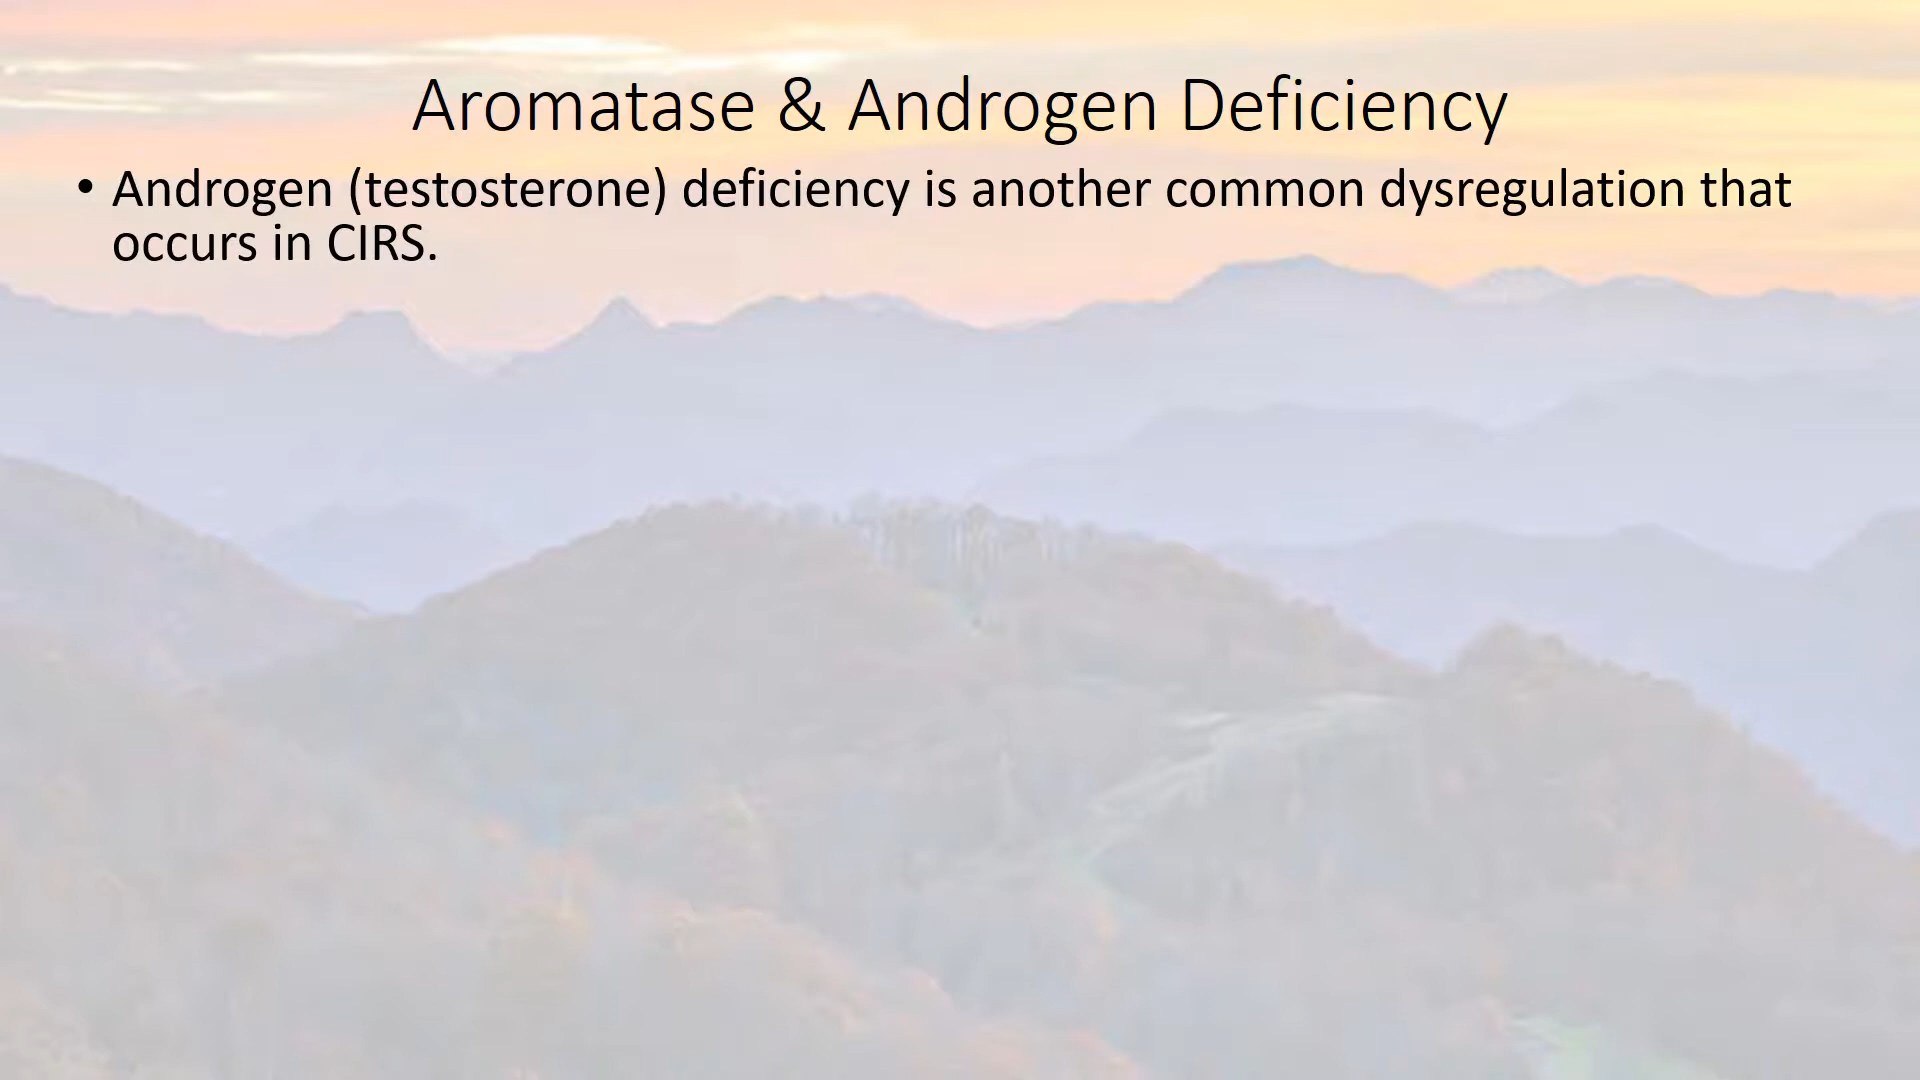 Aromatase & Androgen Deficiency
• Androgen (testosterone) deficiency is another common dysregulation that
occurs in CIRS.